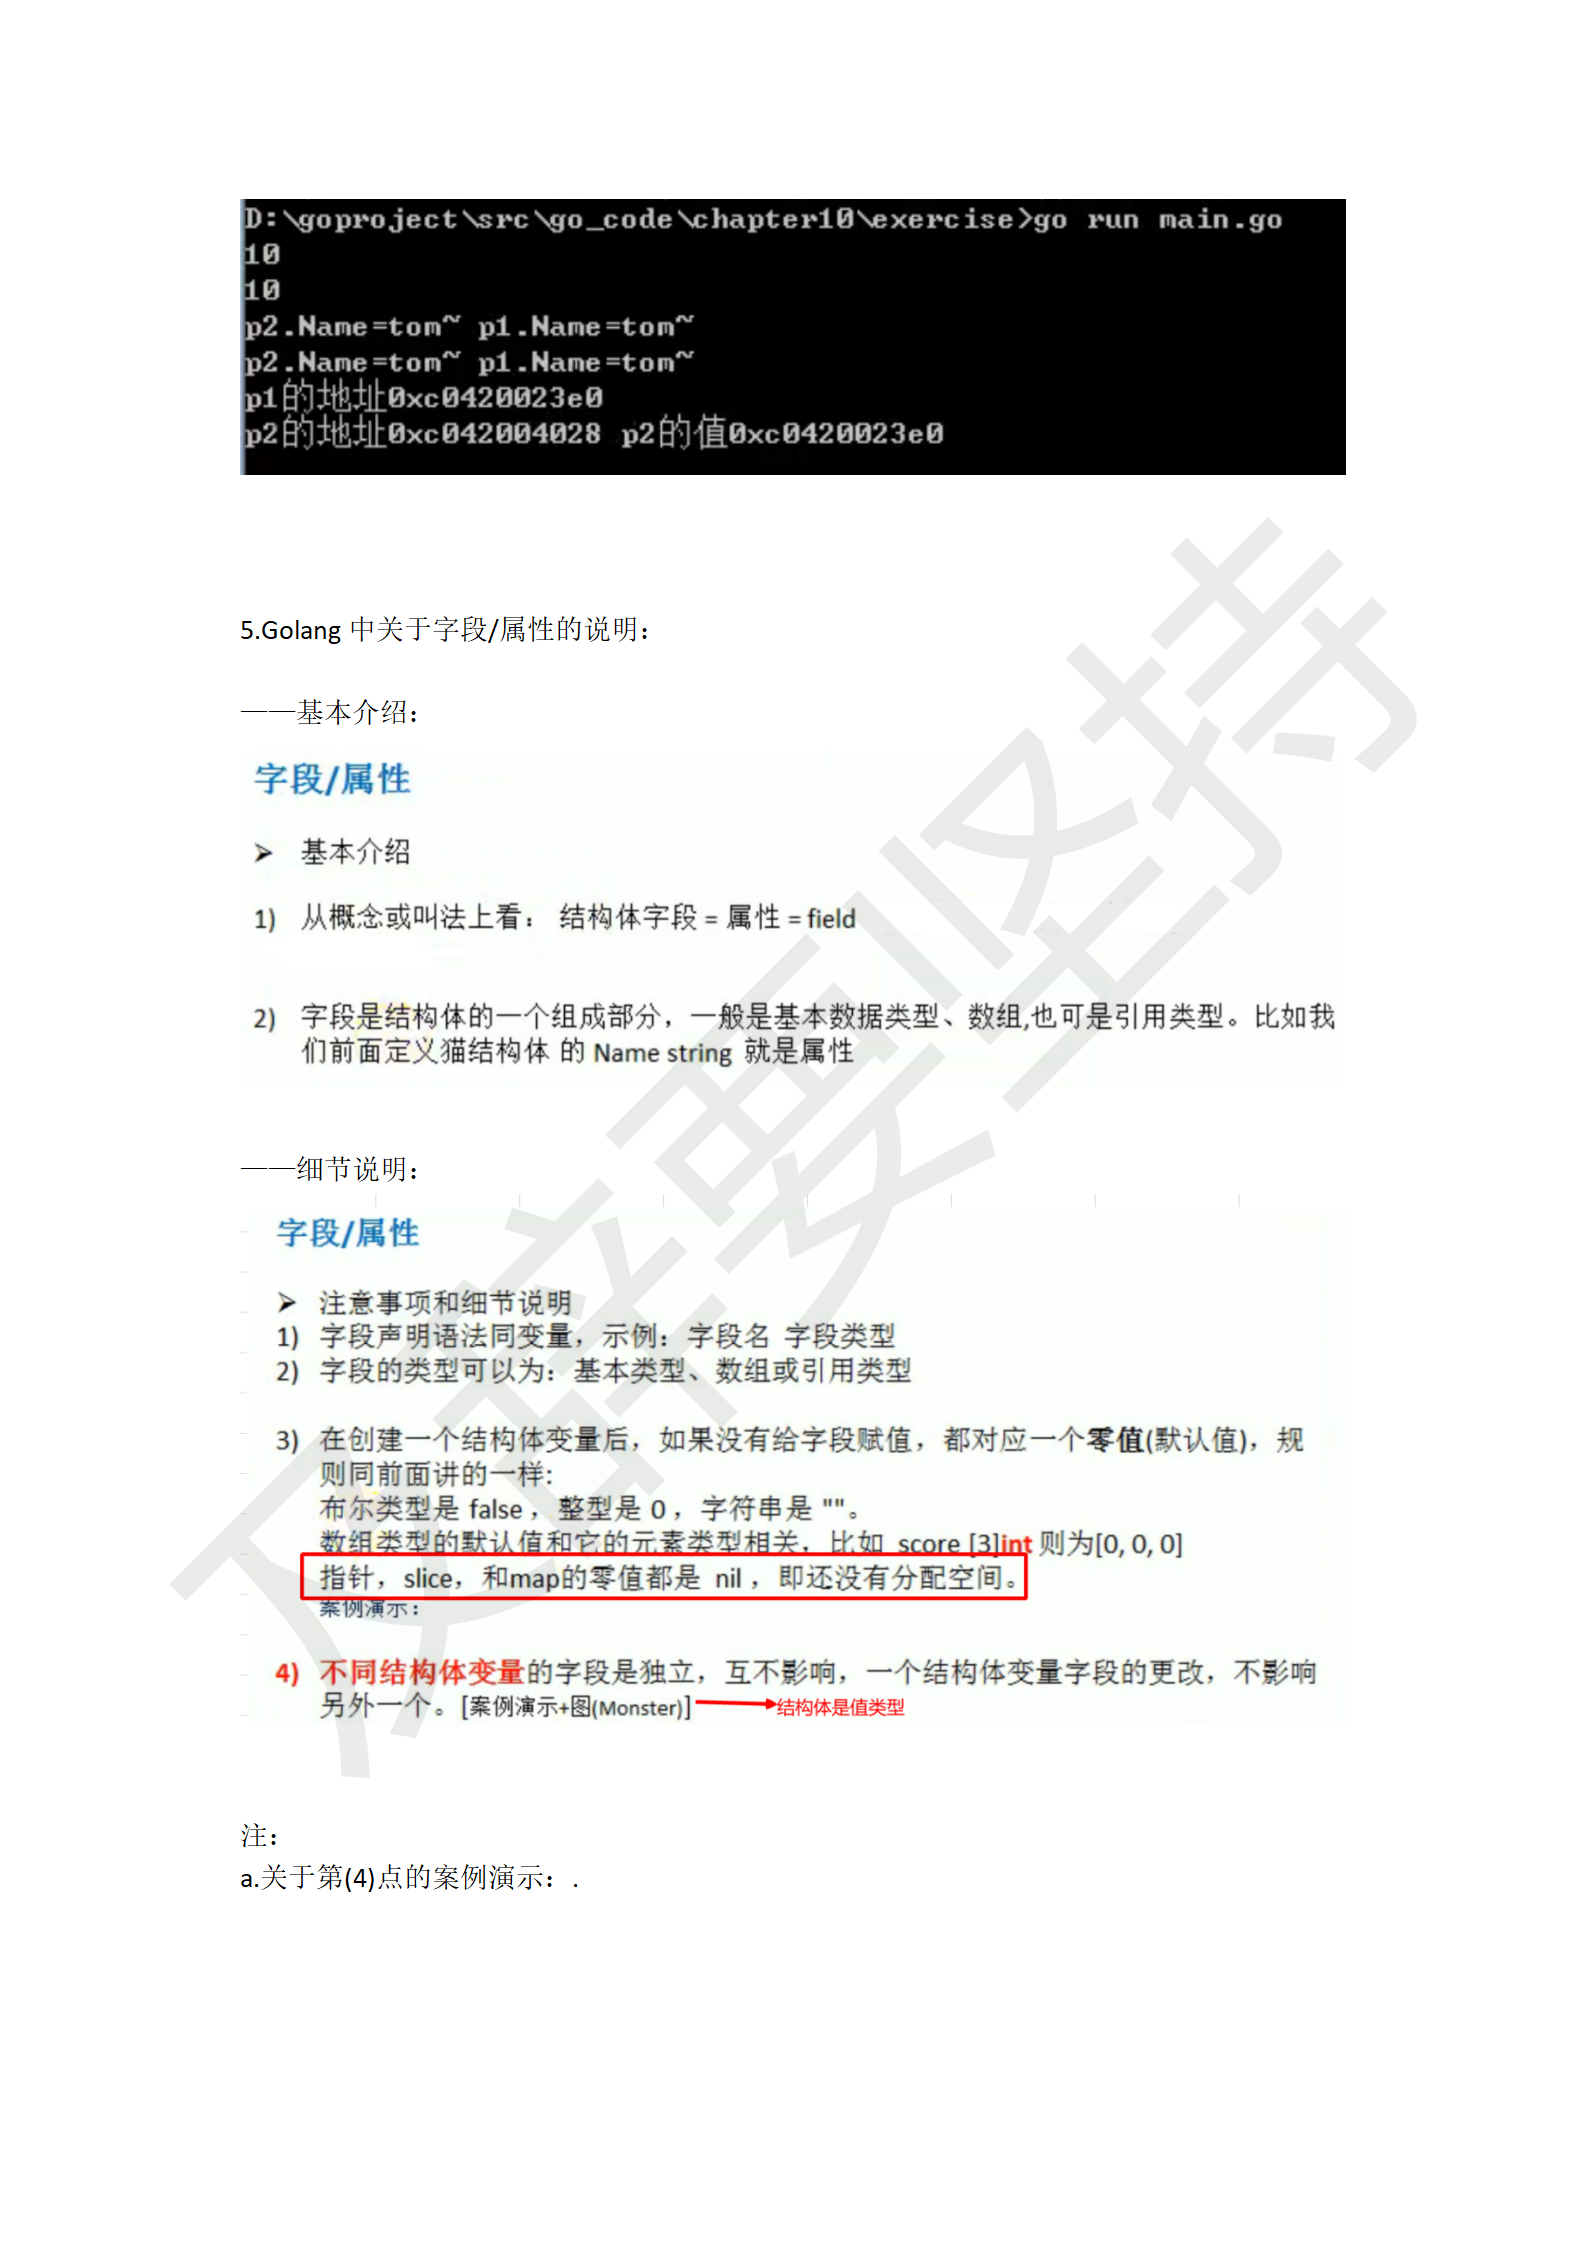 D:\goproject\src\go_code\chapter10\exercise>go run main.go
10
10
p2.Name=tom~ p1.Name=tom~
p2.Name=tom~ p1.Name=tom~
p1的地址0xc0420023e0
p2的地址0xc042004028 p2的值0xc0420023e0
5.Golang 中关于字段/属性的说明：
——基本介绍：
字段/属性
➢ 基本介绍
1) 从概念或叫法上看： 结构体字段 = 属性 = field
2) 字段是结构体的一个组成部分，一般是基本数据类型、数组,也可是引用类型。比如我
们前面定义猫结构体 的 Name string 就是属性
——细节说明：
字段/属性
➢ 注意事项和细节说明
1) 字段声明语法同变量，示例：字段名 字段类型
2) 字段的类型可以为：基本类型、数组或引用类型
3) 在创建一个结构体变量后，如果没有给字段赋值，都对应一个零值(默认值)，规
则同前面讲的一样:
布尔类型是 false ，整型是 0 ，字符串是 ""。
数组类型的默认值和它的元素类型相关，比如 score [3]int 则为[0, 0, 0]
指针，slice，和map的零值都是 nil ，即还没有分配空间。
案例演示：
4) 不同结构体变量的字段是独立，互不影响，一个结构体变量字段的更改，不影响
另外一个。[案例演示+图(Monster)] 结构体是值类型
注：
a.关于第(4)点的案例演示：.